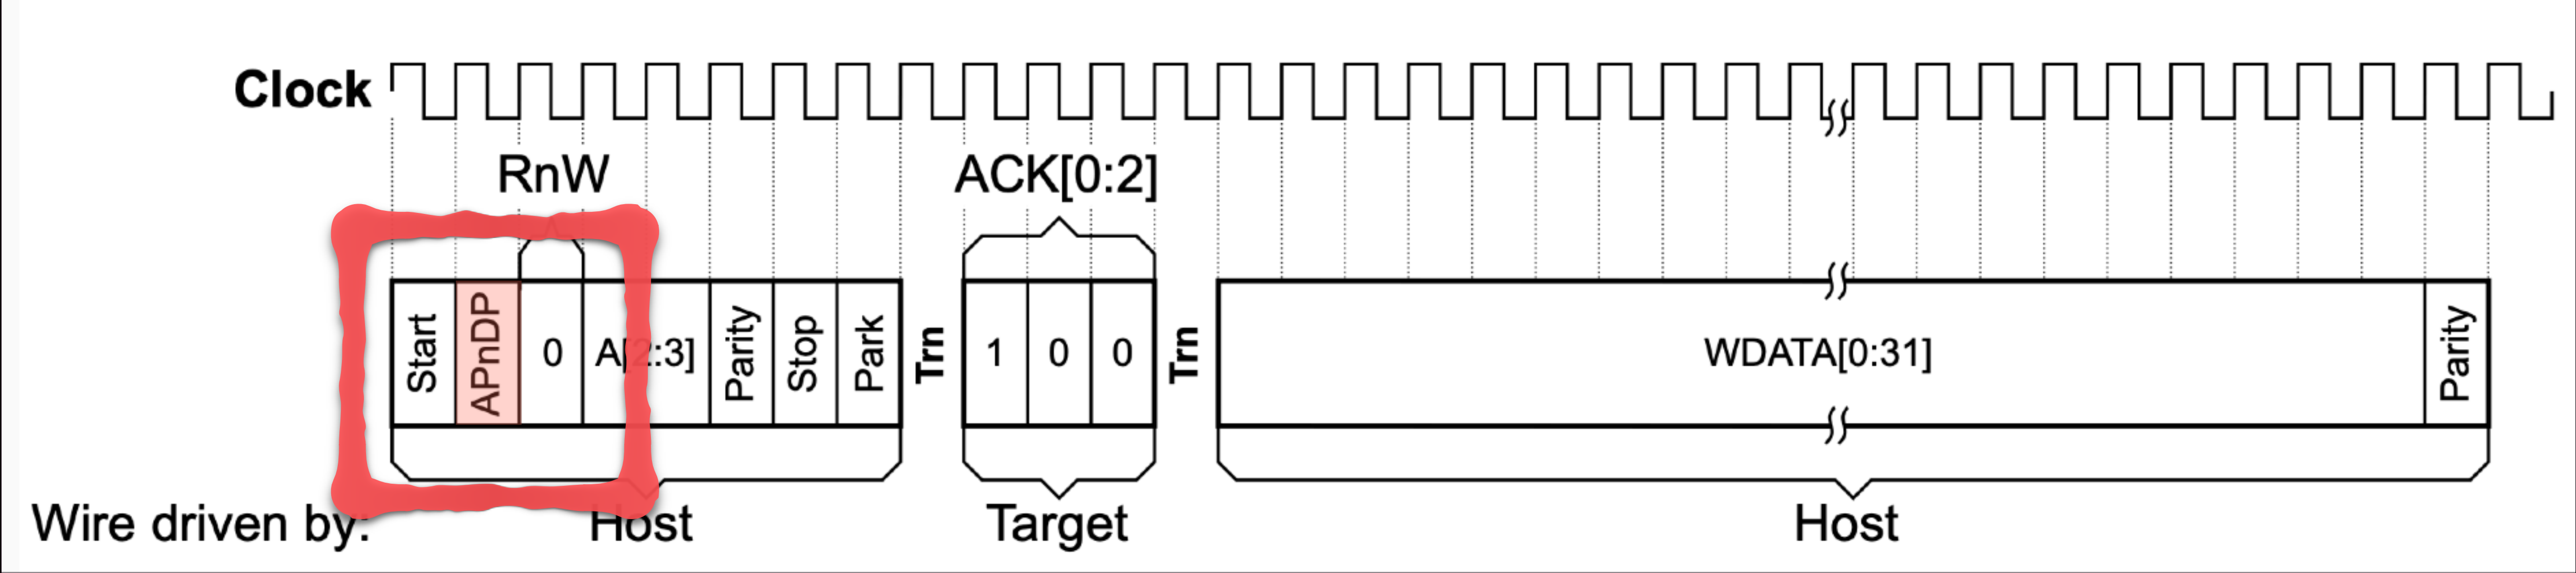 Clock
RnW
ACK[0:2]
Start
APnDP
0
A[2:3]
Parity
Stop
Park
Trn
1
0
0
Trn
WDATA[0:31]
Parity
Wire driven by:
Host
Target
Host